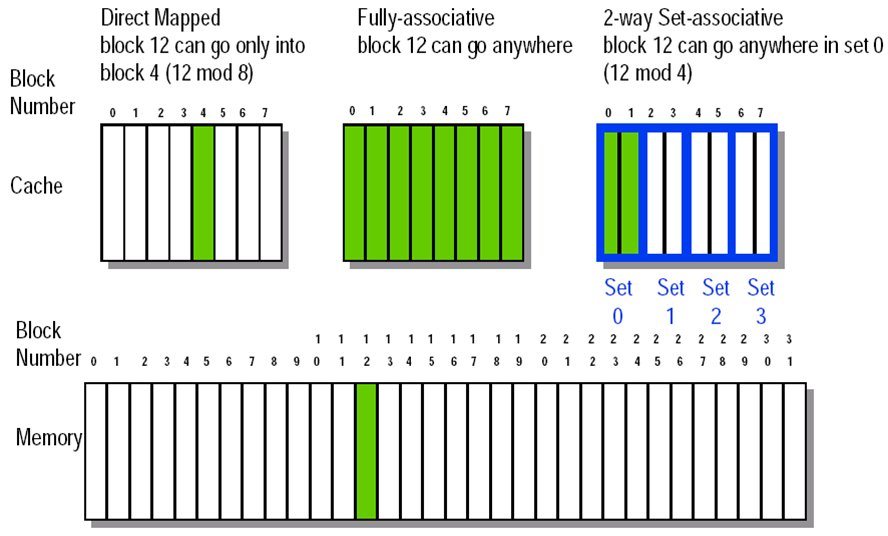 Direct Mapped
block 12 can go only into
block 4 (12 mod 8)
Fully-associative
block 12 can go anywhere
2-way Set-associative
block 12 can go anywhere in set 0
(12 mod 4)
Block
Number
0 1 2 3 4 5 6 7
0 1 2 3 4 5 6 7
0 1 2 3 4 5 6 7
Cache
Set
0
Set
1
Set
2
Set
3
Block
Number
0 1 2 3 4 5 6 7 8 9 10 11 12 13 14 15 16 17 18 19 20 21 22 23 24 25 26 27 28 29 30 31
Memory